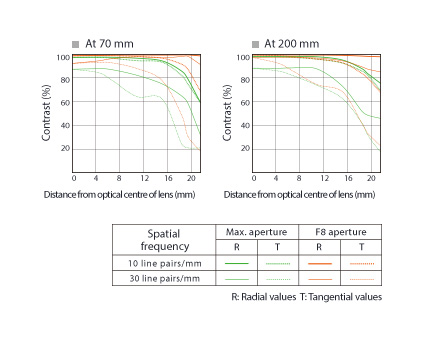 At 70 mm
At 200 mm
Contrast (%)
100
80
60
40
20
0 4 8 12 16 20
Distance from optical centre of lens (mm)
Contrast (%)
100
80
60
40
20
0 4 8 12 16 20
Distance from optical centre of lens (mm)
Spatial frequency Max. aperture F8 aperture
R T R T
10 line pairs/mm
30 line pairs/mm
R: Radial values T: Tangential values